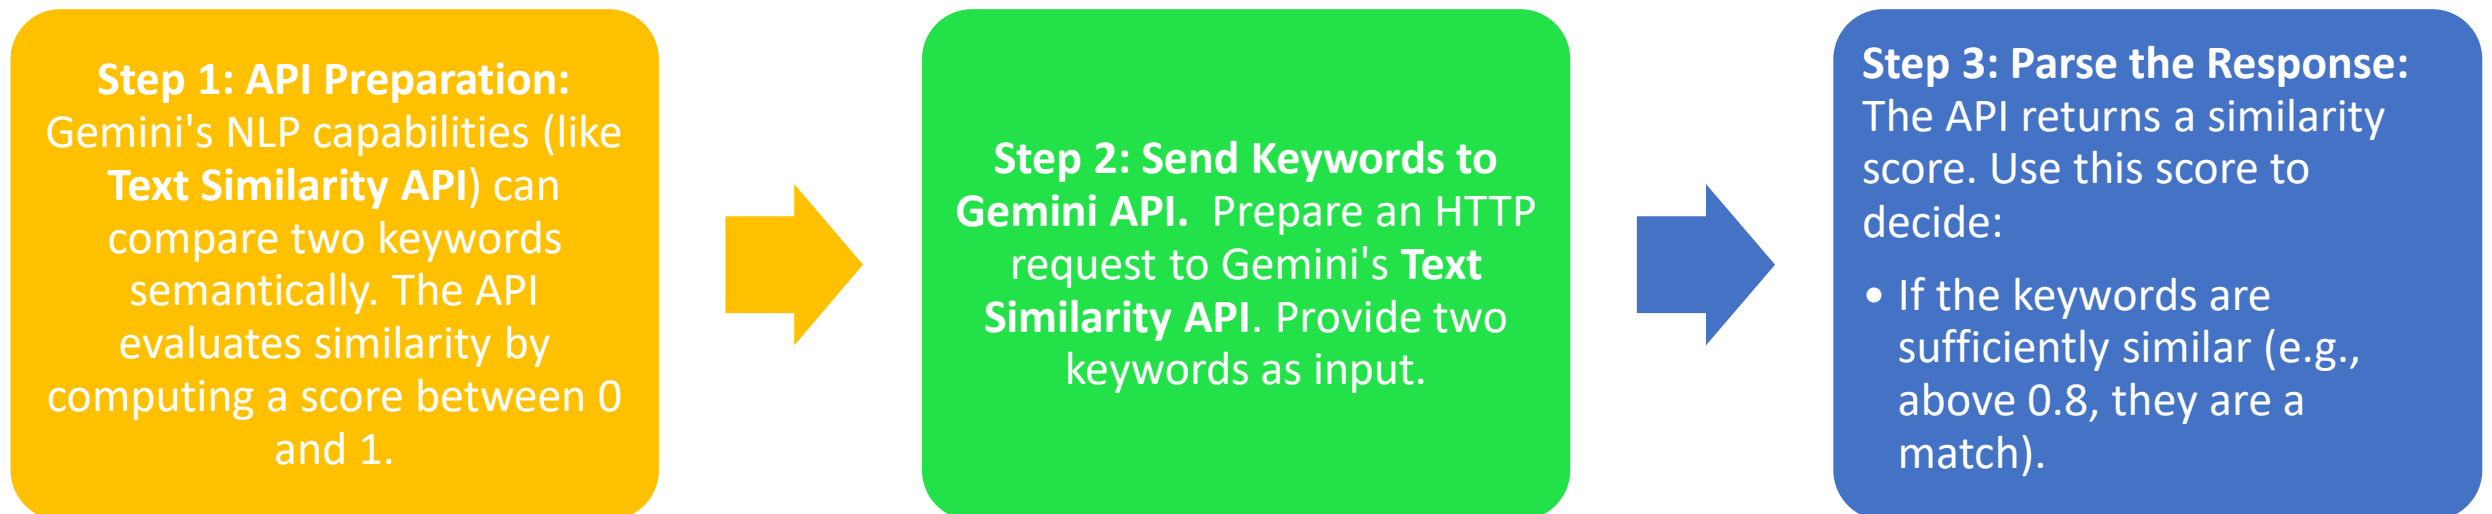 Step 1: API Preparation:
Gemini's NLP capabilities (like
Text Similarity API) can
compare two keywords
semantically. The API
evaluates similarity by
computing a score between 0
and 1.
Step 2: Send Keywords to
Gemini API.  Prepare an HTTP
request to Gemini's Text
Similarity API. Provide two
keywords as input.
Step 3: Parse the Response:
The API returns a similarity
score. Use this score to
decide:
• If the keywords are
sufficiently similar (e.g.,
above 0.8, they are a
match).